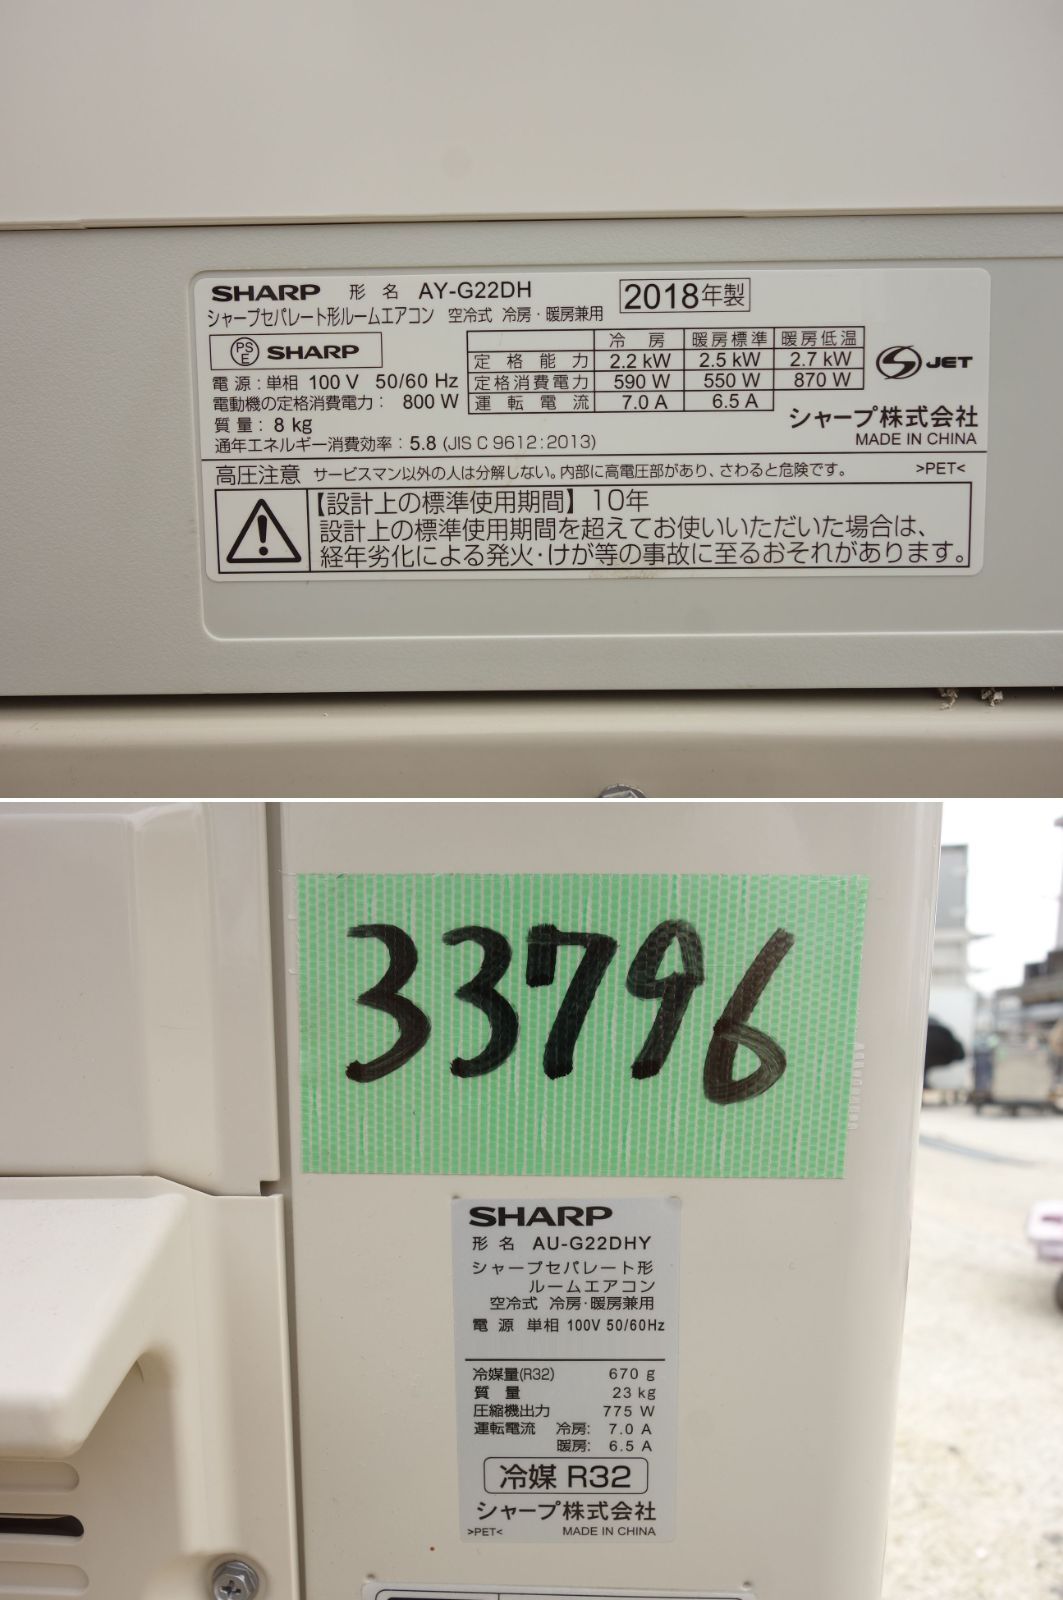 SHARP 形名 AY-G22DH 2018年製
シャープセパレート形ルームエアコン 空冷式 冷房・暖房兼用
PS E SHARP
冷房 暖房標準 暖房低温
定格能力 2.2 kW 2.5 kW 2.7 kW
定格消費電力 590 W 550 W 870 W
運転電流 7.0 A 6.5 A
S JET
電源:単相 100 V 50/60 Hz
電動機の定格消費電力: 800 W
質量: 8 kg
通年エネルギー消費効率: 5.8 (JIS C 9612:2013)
シャープ株式会社
MADE IN CHINA
高圧注意 サービスマン以外の人は分解しない。内部に高電圧部があり、さわると危険です。 >PET<
【設計上の標準使用期間】10年
設計上の標準使用期間を超えてお使いいただいた場合は、
経年劣化による発火・けが等の事故に至るおそれがあります。
33796
SHARP
形名 AU-G22DHY
シャープセパレート形
ルームエアコン
空冷式 冷房・暖房兼用
電源 単相 100V 50/60Hz
冷媒量(R32) 670 g
質量 23 kg
圧縮機出力 775 W
運転電流 冷房: 7.0 A
暖房: 6.5 A
冷媒 R32
シャープ株式会社
>PET< MADE IN CHINA